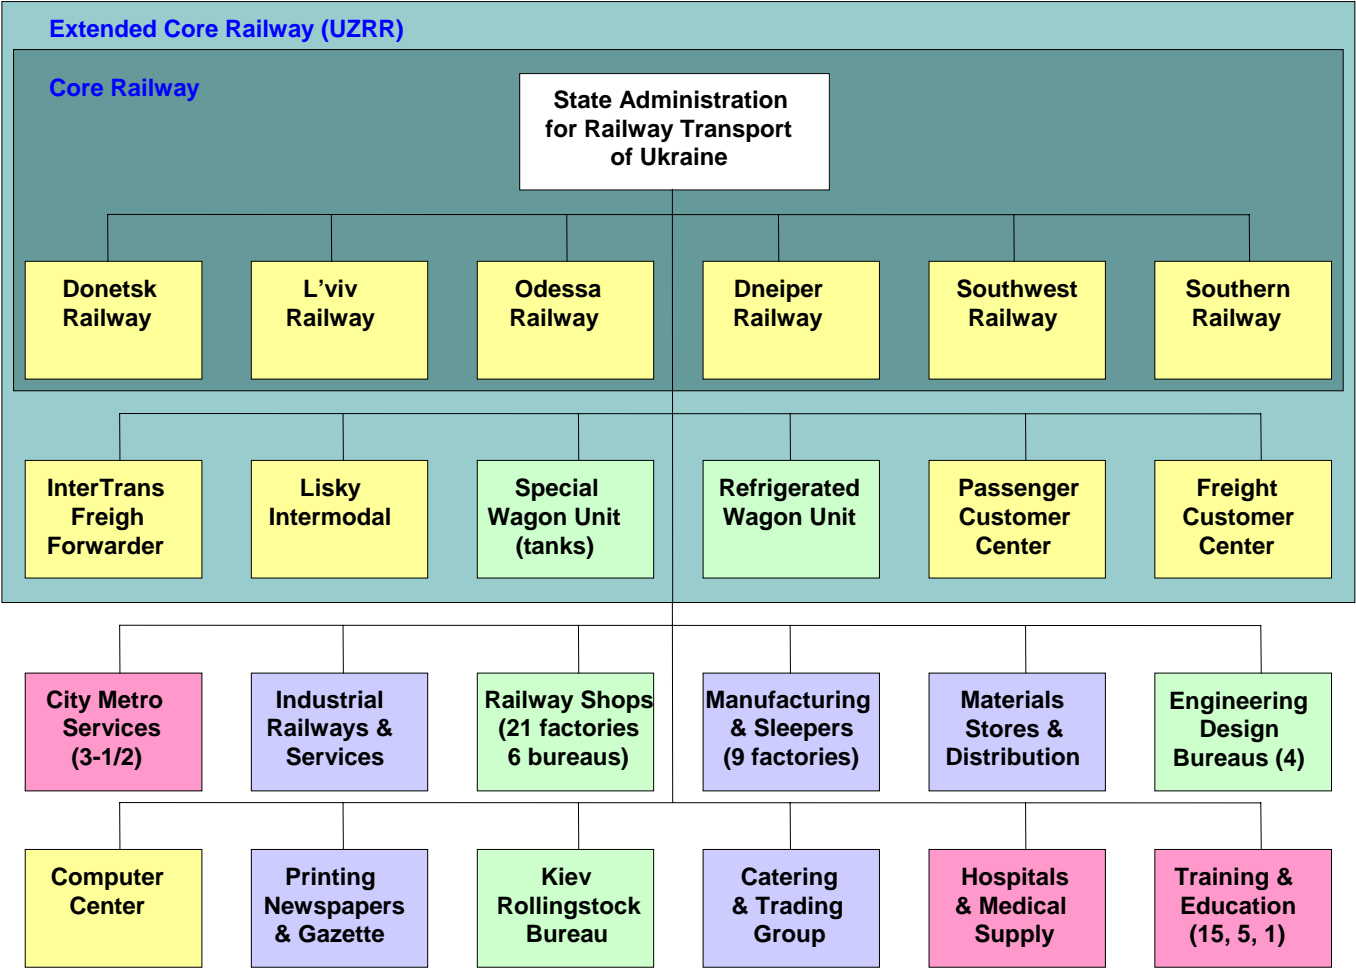 Extended Core Railway (UZRR)
Core Railway
State Administration
for Railway Transport
of Ukraine
Donetsk
Railway
L'viv
Railway
Odessa
Railway
Dneiper
Railway
Southwest
Railway
Southern
Railway
InterTrans
Freigh
Forwarder
Lisky
Intermodal
Special
Wagon Unit
(tanks)
Refrigerated
Wagon Unit
Passenger
Customer
Center
Freight
Customer
Center
City Metro
Services
(3-1/2)
Industrial
Railways &
Services
Railway Shops
(21 factories
6 bureaus)
Manufacturing
& Sleepers
(9 factories)
Materials
Stores &
Distribution
Engineering
Design
Bureaus (4)
Computer
Center
Printing
Newspapers
& Gazette
Kiev
Rollingstock
Bureau
Catering
& Trading
Group
Hospitals
& Medical
Supply
Training &
Education
(15, 5, 1)